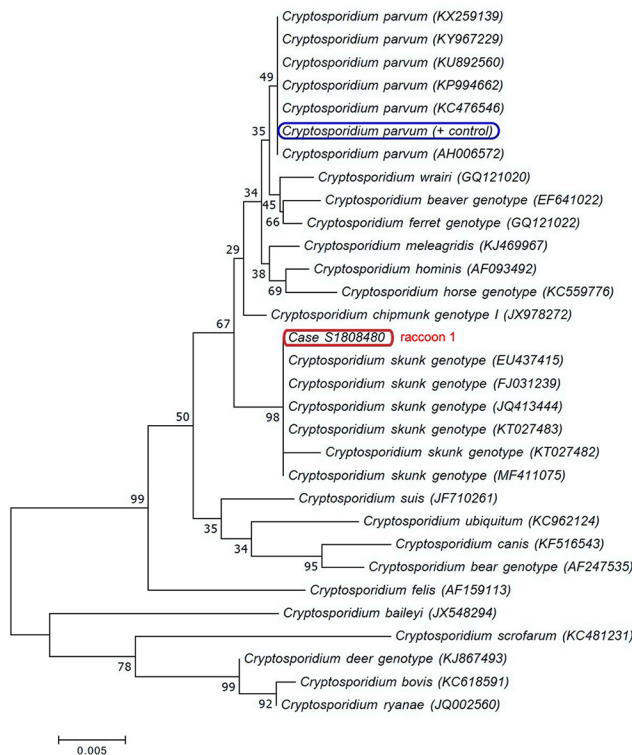 Cryptosporidium parvum (KX259139)
Cryptosporidium parvum (KY967229)
Cryptosporidium parvum (KU892560)
49
Cryptosporidium parvum (KP994662)
Cryptosporidium parvum (KC476546)
35
Cryptosporidium parvum (+ control)
Cryptosporidium parvum (AH006572)
Cryptosporidium wrairi (GQ121020)
34
45
Cryptosporidium beaver genotype (EF641022)
66
Cryptosporidium ferret genotype (GQ121022)
29
Cryptosporidium meleagridis (KJ469967)
38
Cryptosporidium hominis (AF093492)
69
Cryptosporidium horse genotype (KC559776)
Cryptosporidium chipmunk genotype I (JX978272)
67
Case S1808480 raccoon 1
Cryptosporidium skunk genotype (EU437415)
Cryptosporidium skunk genotype (FJ031239)
Cryptosporidium skunk genotype (JQ413444)
98
50
Cryptosporidium skunk genotype (KT027483)
Cryptosporidium skunk genotype (KT027482)
Cryptosporidium skunk genotype (MF411075)
99
Cryptosporidium suis (JF710261)
35
Cryptosporidium ubiquitum (KC962124)
34
Cryptosporidium canis (KF516543)
95
Cryptosporidium bear genotype (AF247535)
Cryptosporidium felis (AF159113)
Cryptosporidium baileyi (JX548294)
Cryptosporidium scrofarum (KC481231)
78
Cryptosporidium deer genotype (KJ867493)
99
Cryptosporidium bovis (KC618591)
92
Cryptosporidium ryanae (JQ002560)
0.005